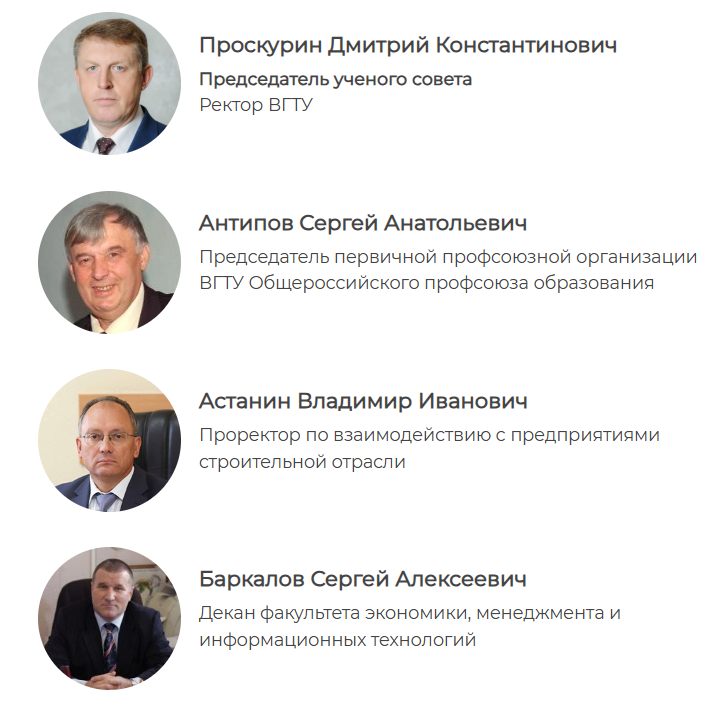 Проскурин Дмитрий Константинович
Председатель ученого совета
Ректор ВГТУ
Антипов Сергей Анатольевич
Председатель первичной профсоюзной организации
ВГТУ Общероссийского профсоюза образования
Астанин Владимир Иванович
Проректор по взаимодействию с предприятиями
строительной отрасли
Баркалов Сергей Алексеевич
Декан факультета экономики, менеджмента и
информационных технологий